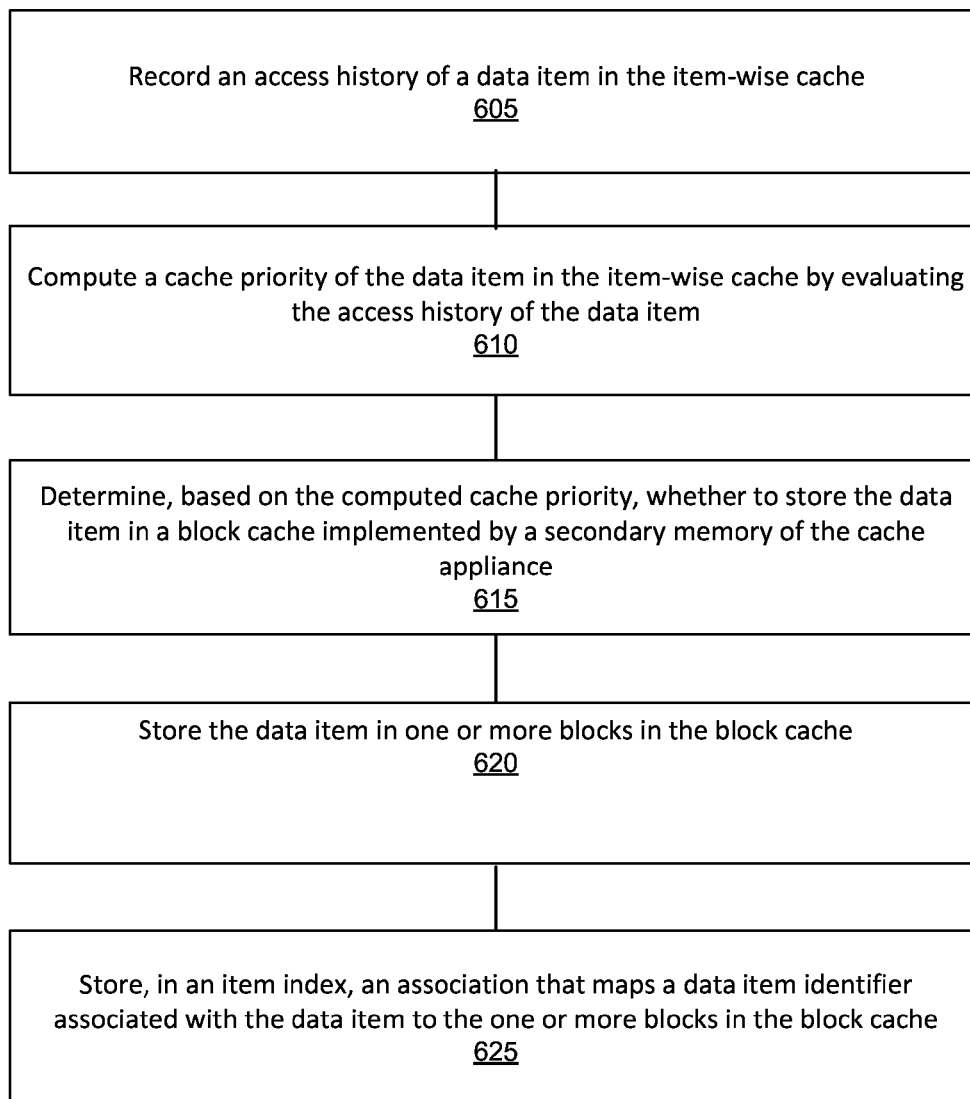 Record an access history of a data item in the item-wise cache
605
Compute a cache priority of the data item in the item-wise cache by evaluating
the access history of the data item
610
Determine, based on the computed cache priority, whether to store the data
item in a block cache implemented by a secondary memory of the cache
appliance
615
Store the data item in one or more blocks in the block cache
620
Store, in an item index, an association that maps a data item identifier
associated with the data item to the one or more blocks in the block cache
625